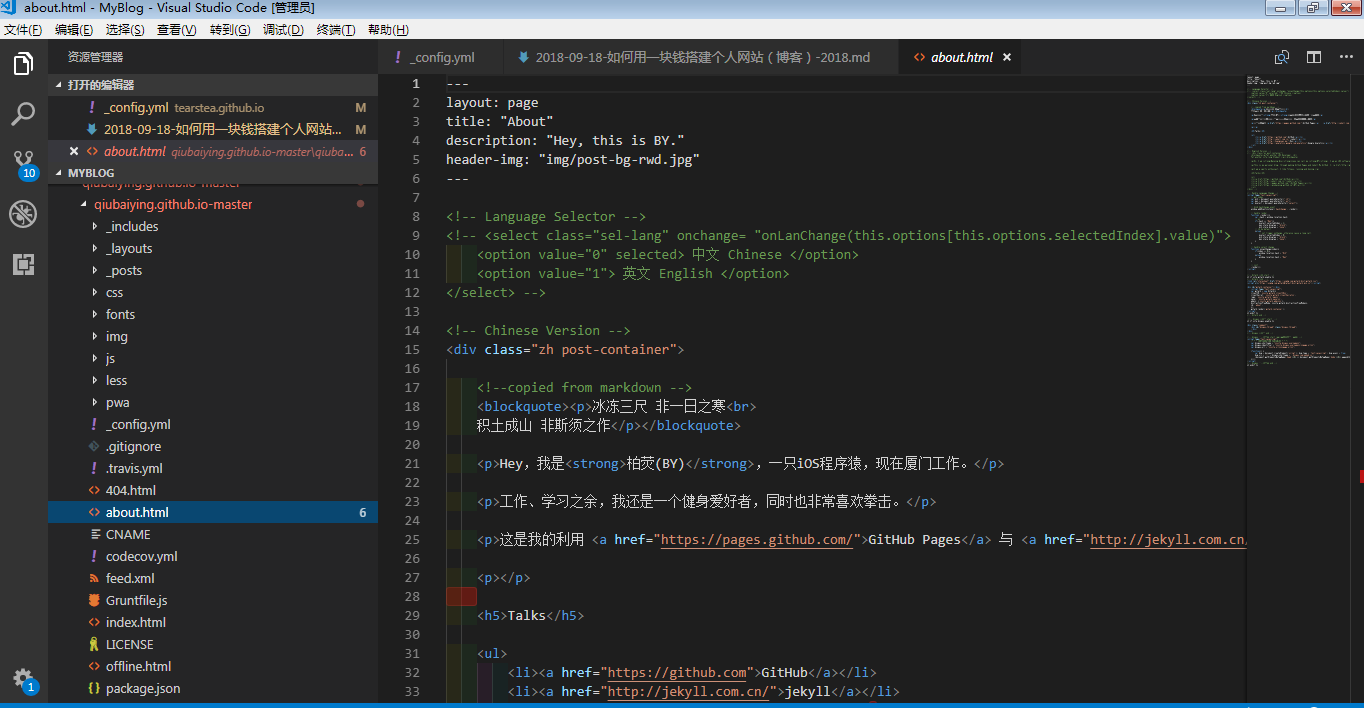 about.html - MyBlog - Visual Studio Code [管理员]
文件(F) 编辑(E) 选择(S) 查看(V) 转到(G) 调试(D) 终端(T) 帮助(H)
资源管理器
打开的编辑器
! _config.yml tearstea.github.io M
2018-09-18-如何用一块钱搭建个人网站... M
× <> about.html qiubaiying.github.io-master\qiuba... 6
MYBLOG
qiubaiying.github.io-master
qiubaiying.github.io-master
_includes
_layouts
_posts
css
fonts
img
js
less
pwa
! _config.yml
.gitignore
! .travis.yml
<> 404.html
<> about.html 6
CNAME
! codecov.yml
feed.xml
Gruntfile.js
<> index.html
LICENSE
<> offline.html
{} package.json
10
1
! _config.yml
2018-09-18-如何用一块钱搭建个人网站（博客）-2018.md
<> about.html ×
1 ---
2 layout: page
3 title: "About"
4 description: "Hey, this is BY."
5 header-img: "img/post-bg-rwd.jpg"
6 ---
7
8 <!-- Language Selector -->
9 <!-- <select class="sel-lang" onchange= "onLanChange(this.options[this.options.selectedIndex].value)">
10 <option value="0" selected> 中文 Chinese </option>
11 <option value="1"> 英文 English </option>
12 </select> -->
13
14 <!-- Chinese Version -->
15 <div class="zh post-container">
16
17 <!--copied from markdown -->
18 <blockquote><p>冰冻三尺 非一日之寒<br>
19 积土成山 非斯须之作</p></blockquote>
20
21 <p>Hey，我是<strong>柏荧(BY)</strong>，一只iOS程序猿，现在厦门工作。</p>
22
23 <p>工作、学习之余，我还是一个健身爱好者，同时也非常喜欢拳击。</p>
24
25 <p>这是我的利用 <a href="https://pages.github.com/">GitHub Pages</a> 与 <a href="http://jekyll.com.cn/
26
27 <p></p>
28
29 <h5>Talks</h5>
30
31 <ul>
32 <li><a href="https://github.com">GitHub</a></li>
33 <li><a href="http://jekyll.com.cn/">jekyll</a></li>